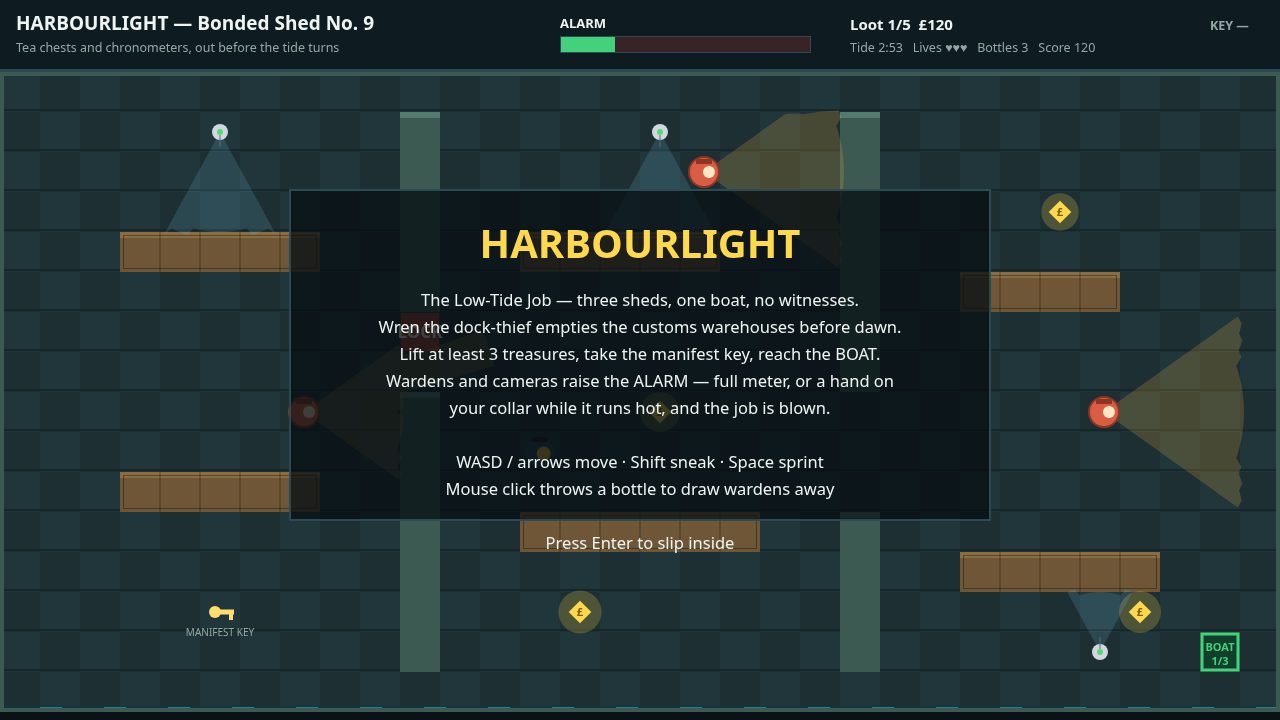 HARBOURLIGHT — Bonded Shed No. 9
Tea chests and chronometers, out before the tide turns
ALARM
Loot 1/5 £120
Tide 2:53 Lives ♥♥♥ Bottles 3 Score 120
KEY —
£
HARBOURLIGHT
The Low-Tide Job — three sheds, one boat, no witnesses.
Wren the dock-thief empties the customs warehouses before dawn.
LOCK
Lift at least 3 treasures, take the manifest key, reach the BOAT.
Wardens and cameras raise the ALARM — full meter, or a hand on
your collar while it runs hot, and the job is blown.
WASD / arrows move · Shift sneak · Space sprint
Mouse click throws a bottle to draw wardens away
Press Enter to slip inside
£
£
MANIFEST KEY
BOAT
1/3